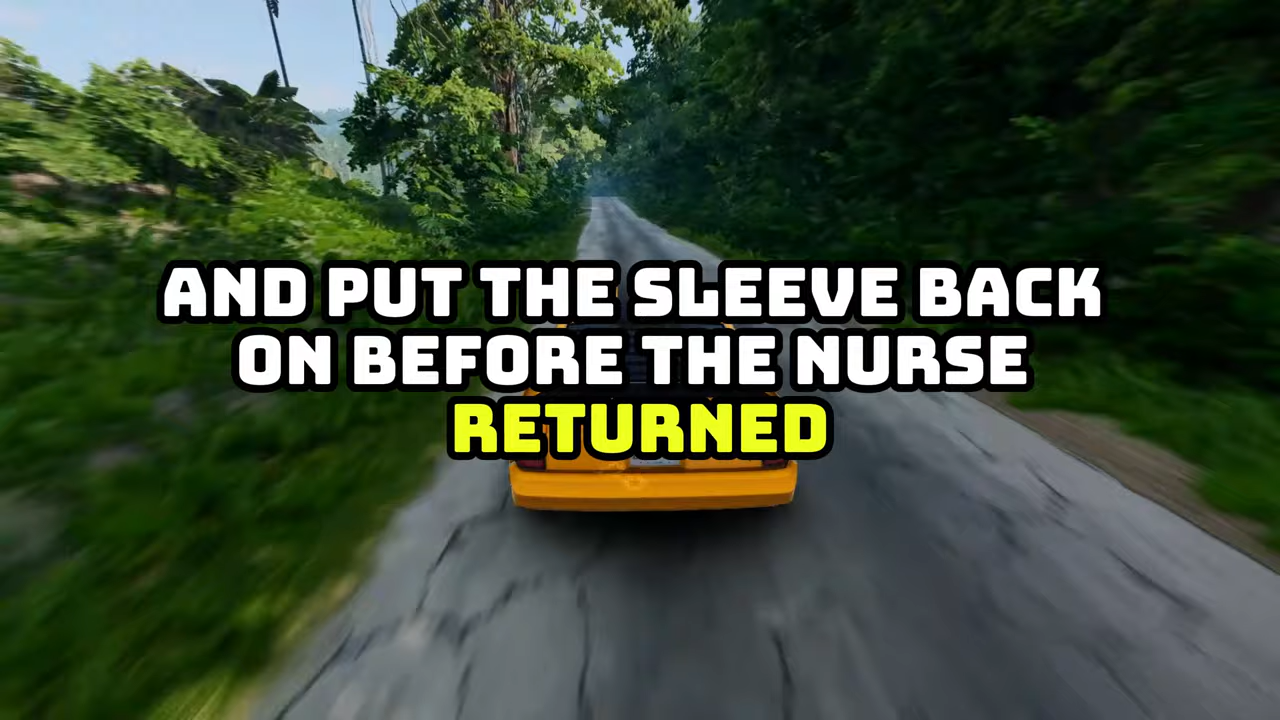 AND PUT THE SLEEVE BACK
ON BEFORE THE NURSE
RETURNED